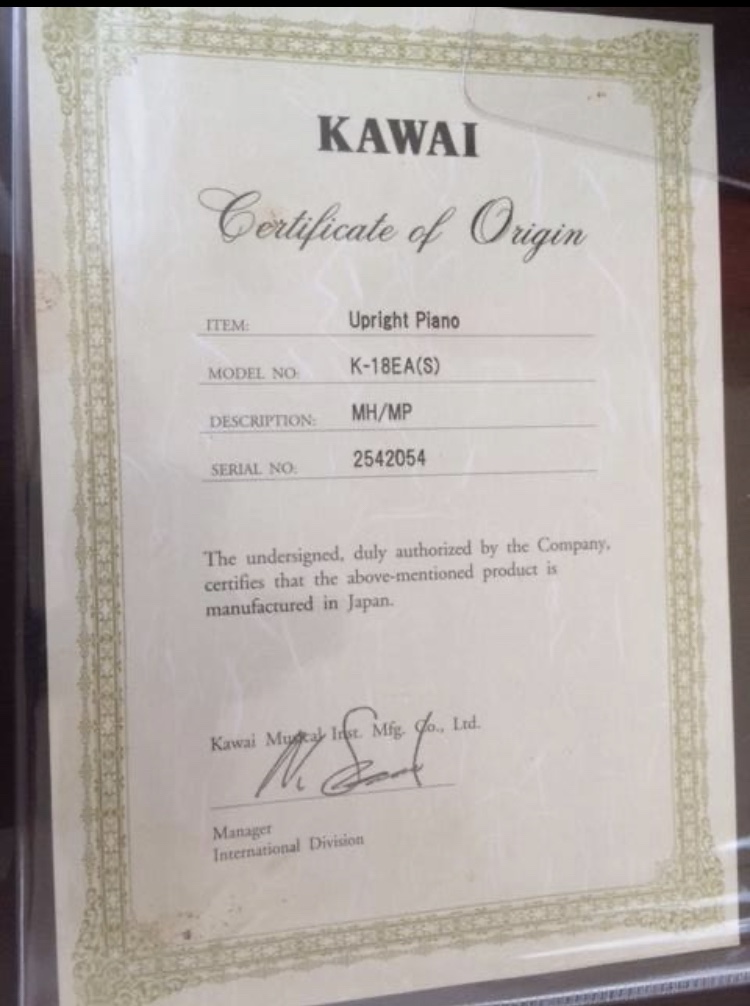 KAWAI
Certificate of Origin
ITEM: Upright Piano
MODEL NO: K-18EA(S)
DESCRIPTION: MH/MP
SERIAL NO: 2542054
The undersigned, duly authorized by the Company,
certifies that the above-mentioned product is
manufactured in Japan.
Kawai Musical Inst. Mfg. Co., Ltd.
Manager
International Division